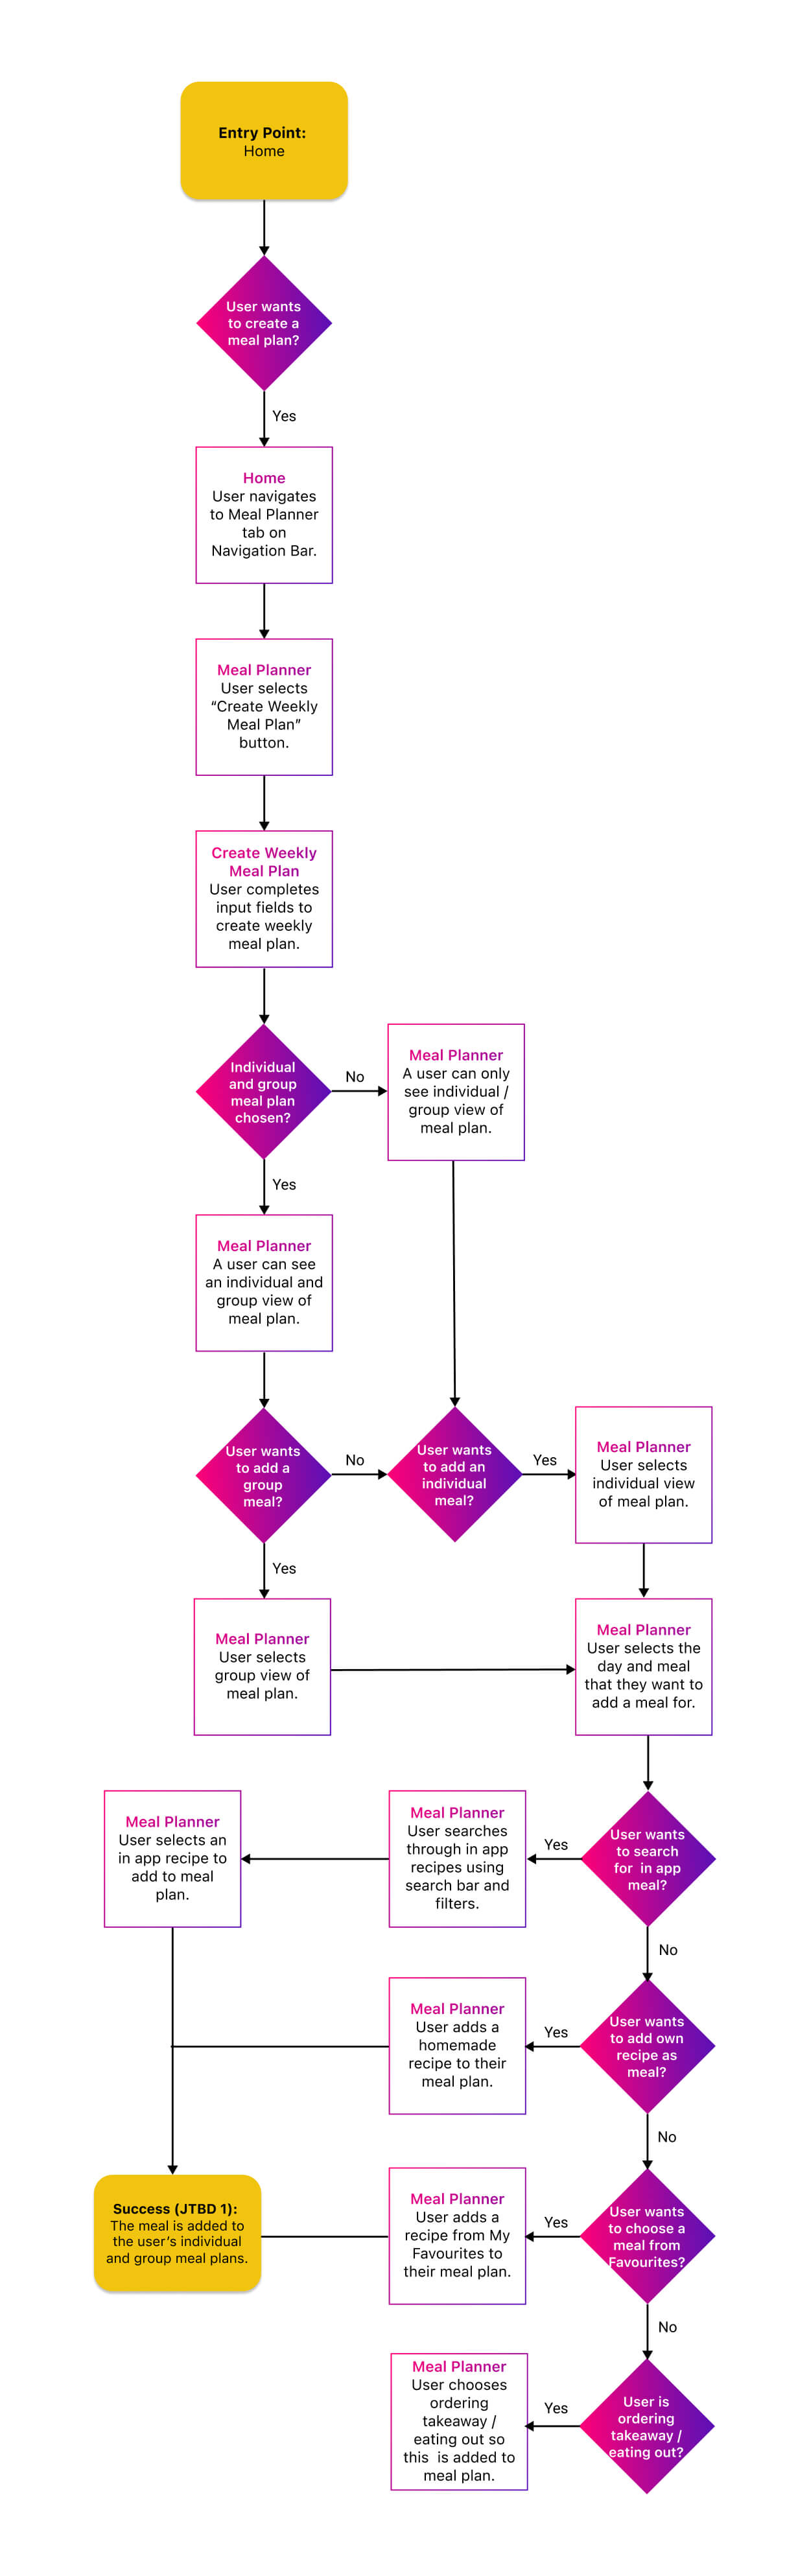 Entry Point:
Home
User wants
to create a
meal plan?
Yes
Home
User navigates
to Meal Planner
tab on
Navigation Bar.
Meal Planner
User selects
“Create Weekly
Meal Plan”
button.
Create Weekly
Meal Plan
User completes
input fields to
create weekly
meal plan.
Individual
and group
meal plan
chosen?
No
Meal Planner
A user can only
see individual /
group view of
meal plan.
Yes
Meal Planner
A user can see
an individual and
group view of
meal plan.
User wants
to add a
group
meal?
No
User wants
to add an
individual
meal?
Yes
Meal Planner
User selects
individual view
of meal plan.
Yes
Meal Planner
User selects
group view of
meal plan.
Meal Planner
User selects the
day and meal
that they want to
add a meal for.
User wants
to search
for  in app
meal?
Yes
Meal Planner
User searches
through in app
recipes using
search bar and
filters.
Meal Planner
User selects an
in app recipe to
add to meal
plan.
No
User wants
to add own
recipe as
meal?
Yes
Meal Planner
User adds a
homemade
recipe to their
meal plan.
No
User wants
to choose a
meal from
Favourites?
Yes
Meal Planner
User adds a
recipe from My
Favourites to
their meal plan.
Success (JTBD 1):
The meal is added to
the user’s individual
and group meal plans.
No
User is
ordering
takeaway /
eating out?
Yes
Meal Planner
User chooses
ordering
takeaway /
eating out so
this  is added to
meal plan.